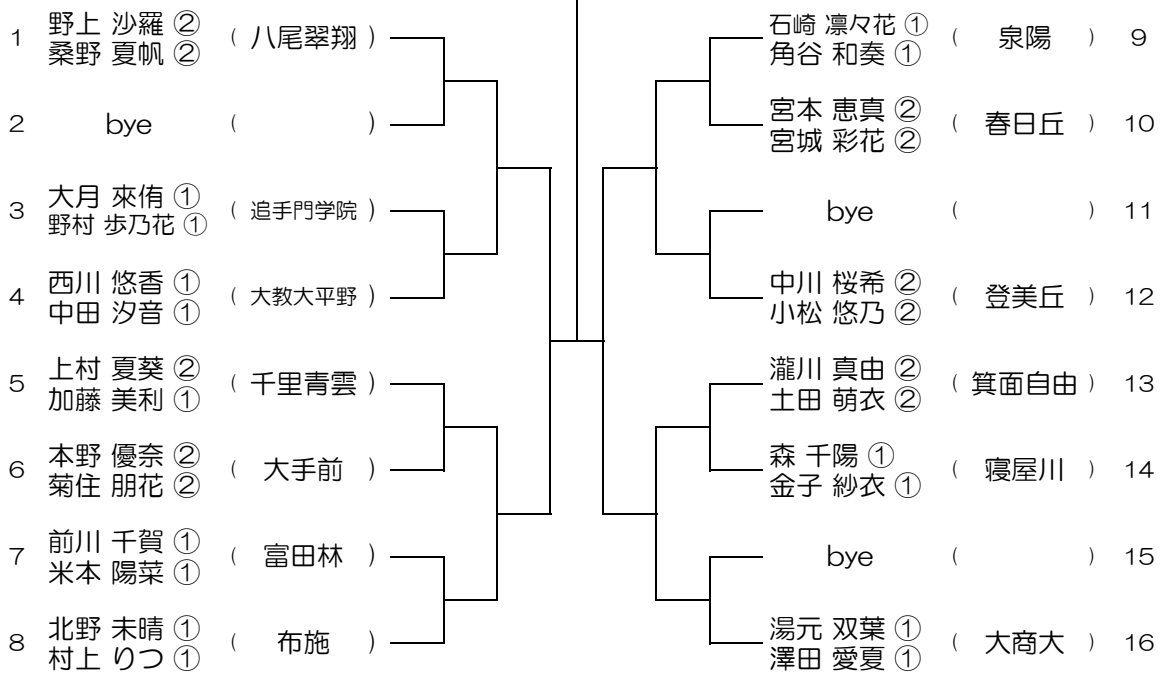 1 野上 沙羅 ② ( 八尾翠翔 )
桑野 夏帆 ②
2 bye ( )
3 大月 來侑 ① ( 追手門学院 )
野村 歩乃花 ①
4 西川 悠香 ① ( 大教大平野 )
中田 汐音 ①
5 上村 夏葵 ② ( 千里青雲 )
加藤 美利 ①
6 本野 優奈 ② ( 大手前 )
菊住 朋花 ②
7 前川 千賀 ① ( 富田林 )
米本 陽菜 ①
8 北野 未晴 ① ( 布施 )
村上 りつ ①
石崎 凛々花 ① ( 泉陽 ) 9
角谷 和奏 ①
宮本 恵真 ② ( 春日丘 ) 10
宮城 彩花 ②
bye ( ) 11
中川 桜希 ② ( 登美丘 ) 12
小松 悠乃 ②
瀧川 真由 ② ( 箕面自由 ) 13
土田 萌衣 ②
森 千陽 ① ( 寝屋川 ) 14
金子 紗衣 ①
bye ( ) 15
湯元 双葉 ① ( 大商大 ) 16
澤田 愛夏 ①